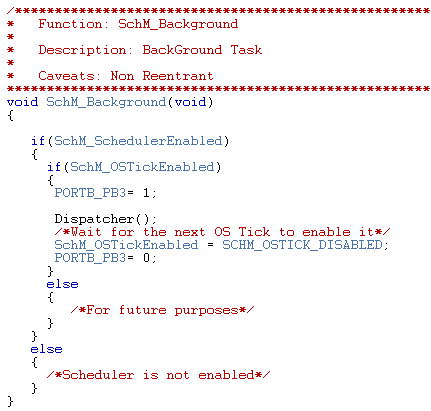 /****************************************************
*   Function: SchM_Background
*
*   Description: BackGround Task
*
*   Caveats: Non Reentrant
*****************************************************
void SchM_Background(void)
{
if(SchM_SchedulerEnabled)
{
if(SchM_OSTickEnabled)
{
PORTB_PB3= 1;
Dispatcher();
/*Wait for the next OS Tick to enable it*/
SchM_OSTickEnabled = SCHM_OSTICK_DISABLED;
PORTB_PB3= 0;
}
else
{
/*For future purposes*/
}
}
else
{
/*Scheduler is not enabled*/
}
}